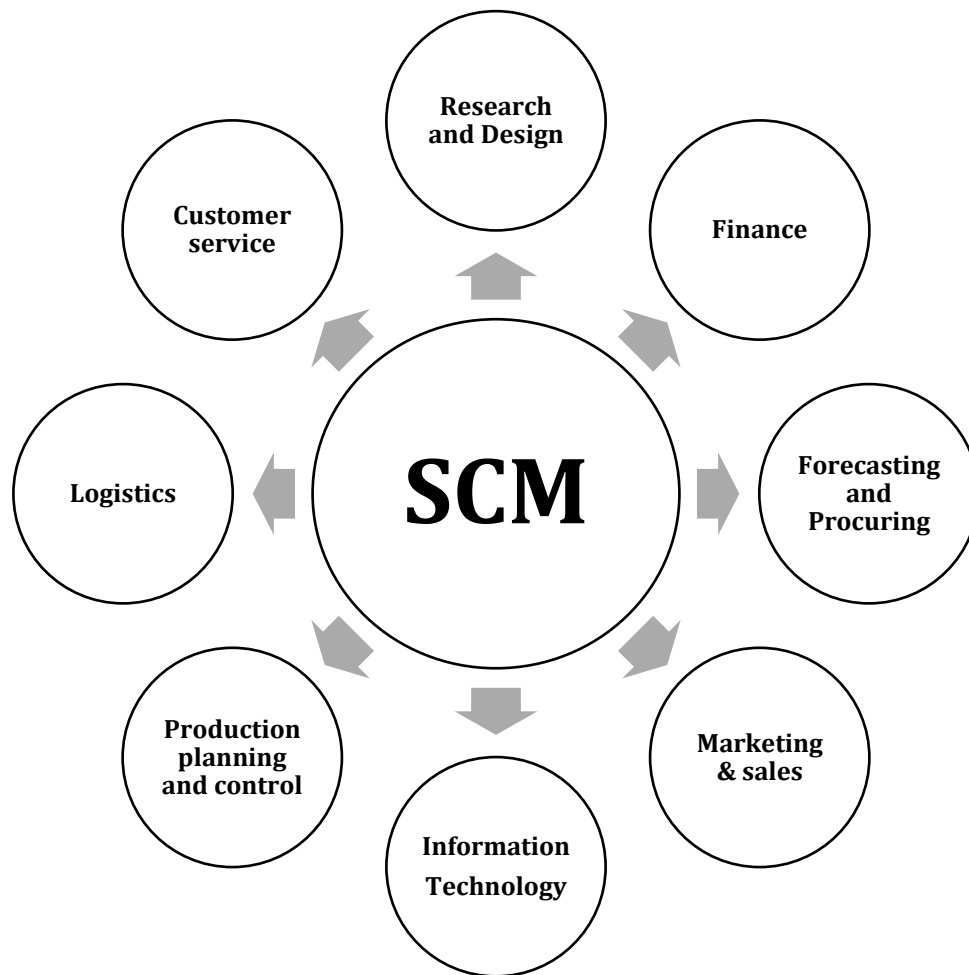 Research
and Design
Customer
service
Finance
SCM
Logistics
Forecasting
and
Procuring
Production
planning
and control
Marketing
& sales
Information
Technology